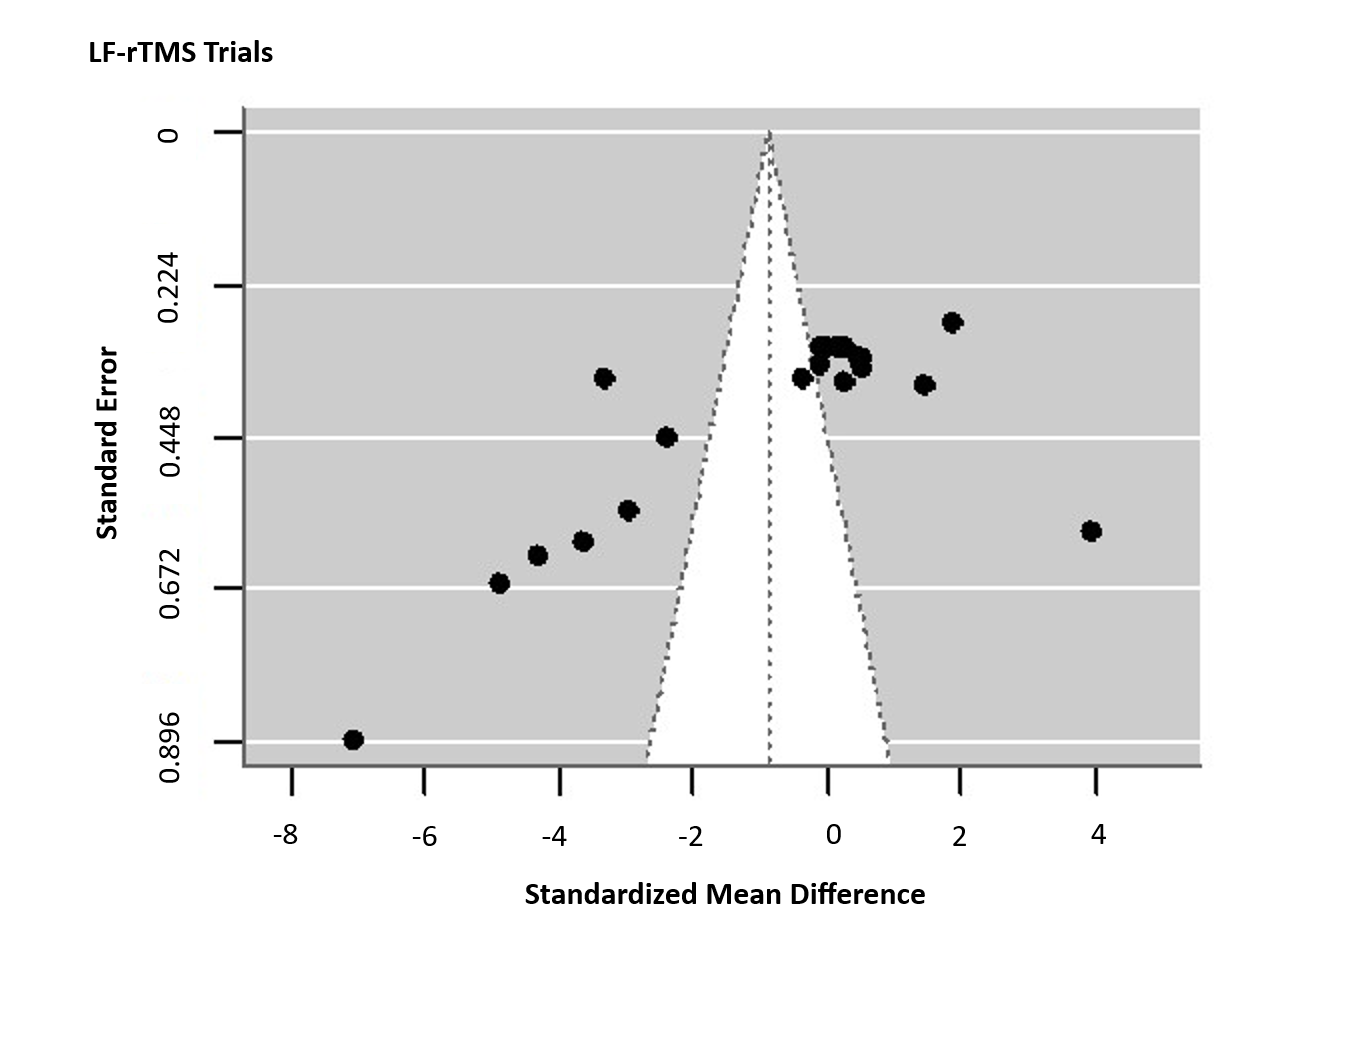 LF-rTMS Trials
0
0.224
0.448
0.672
0.896
Standard Error
-8 -6 -4 -2 0 2 4
Standardized Mean Difference